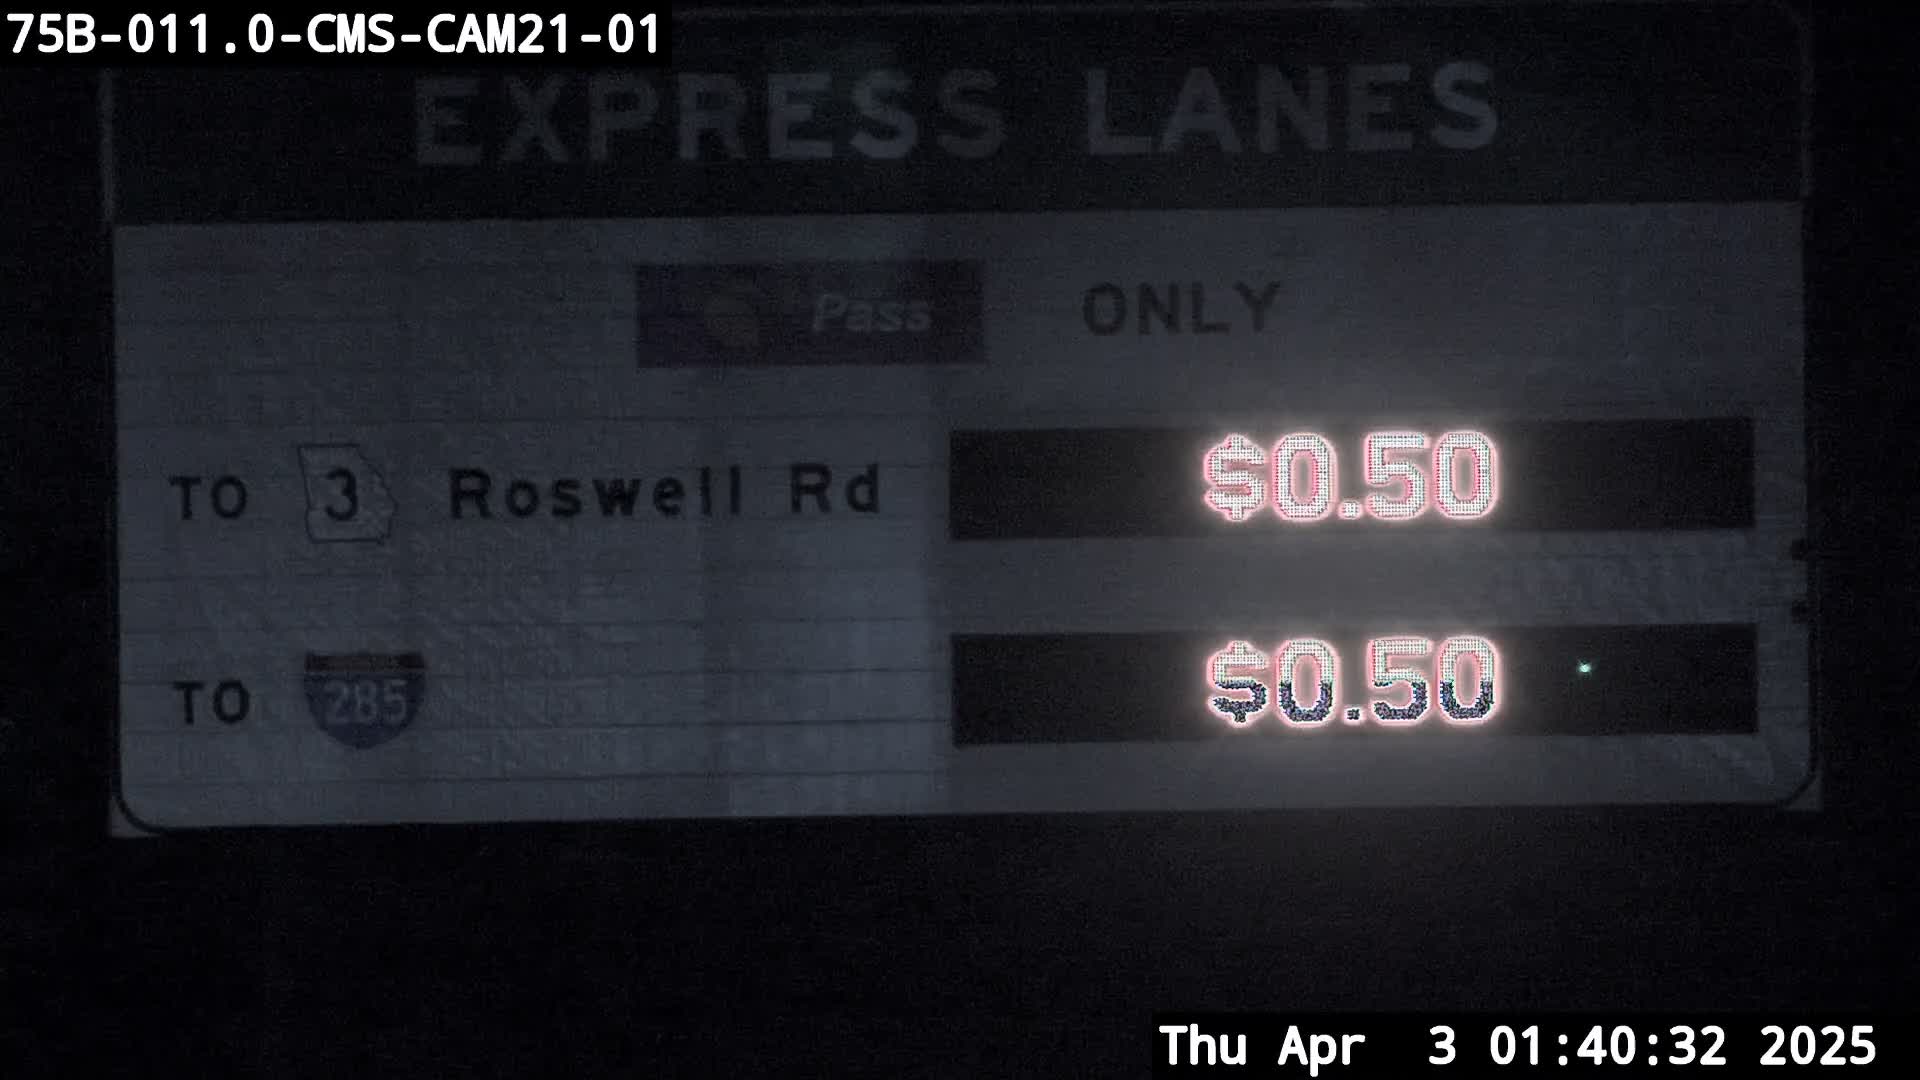 75B-011.0-CMS-CAM21-01
EXPRESS LANES
Pass ONLY
TO 3 Roswell Rd $0.50
TO 285 $0.50
Thu Apr 3 01:40:32 2025